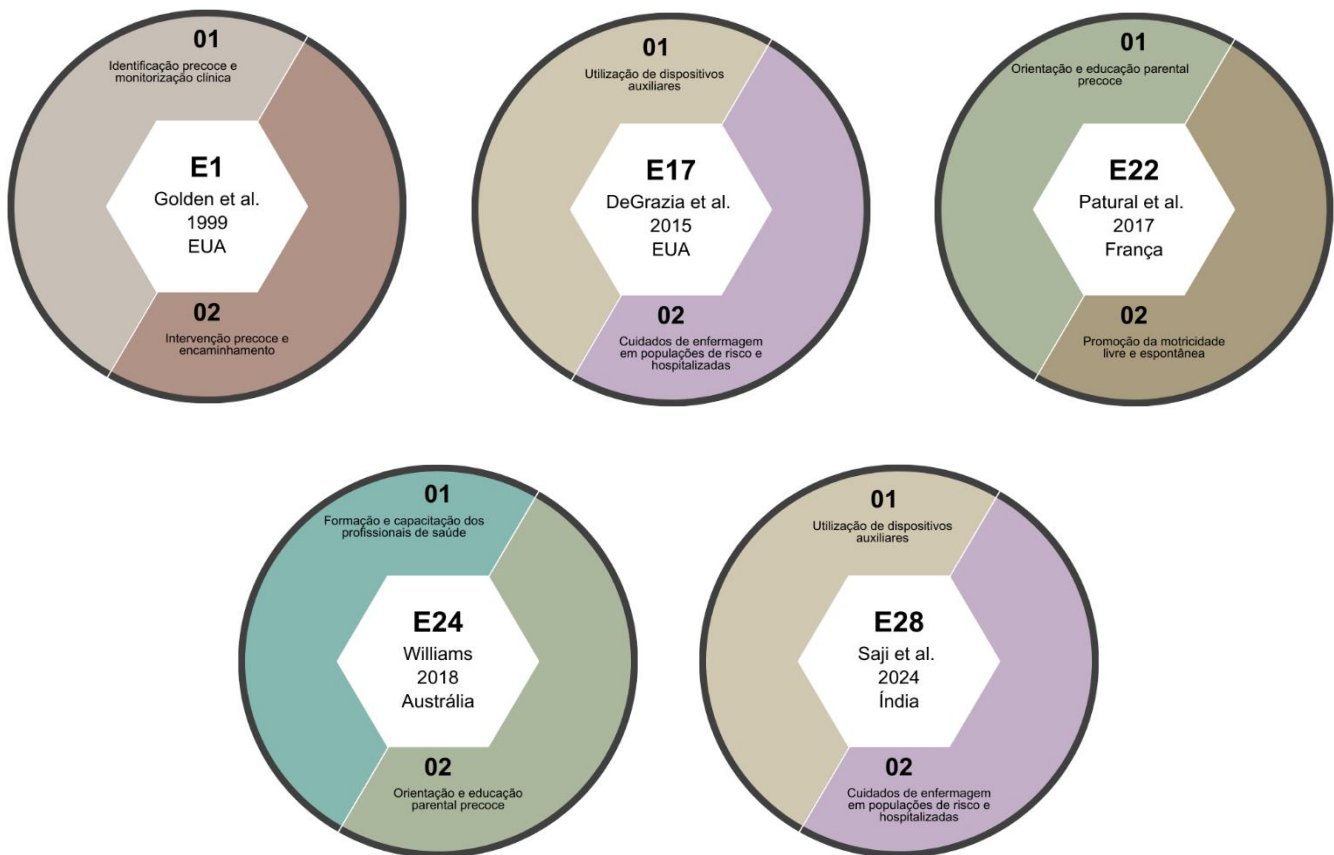 01
Identificação precoce e
monitorização clínica
E1
Golden et al.
1999
EUA
02
Intervenção precoce e
encaminhamento
01
Utilização de dispositivos
auxiliares
E17
DeGrazia et al.
2015
EUA
02
Cuidados de enfermagem
em populações de risco e
hospitalizadas
01
Orientação e educação parental
precoce
E22
Patural et al.
2017
França
02
Promoção da motricidade
livre e espontânea
01
Formação e capacitação dos
profissionais de saúde
E24
Williams
2018
Austrália
02
Orientação e educação
parental precoce
01
Utilização de dispositivos
auxiliares
E28
Saji et al.
2024
Índia
02
Cuidados de enfermagem
em populações de risco e
hospitalizadas